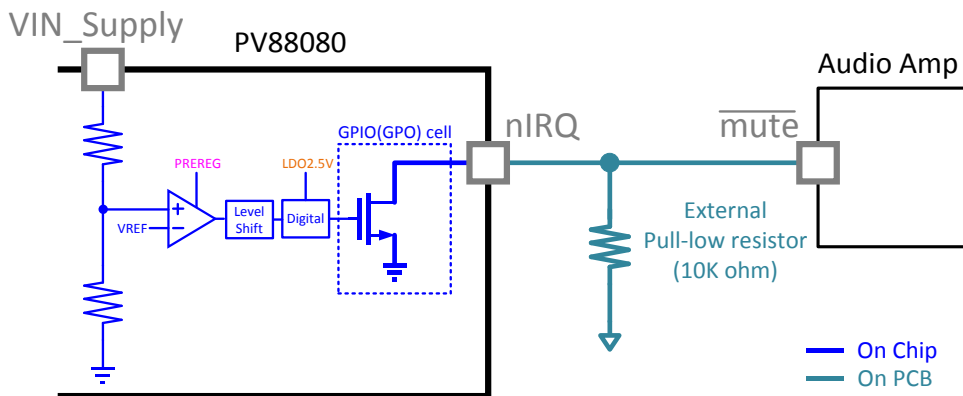 VIN_Supply
PV88080
Audio Amp
GPIO(GPO) cell
nIRQ
mute
PREREG
LDO2.5V
+
Level
Shift
Digital
VREF
−
External
Pull-low resistor
(10K ohm)
On Chip
On PCB